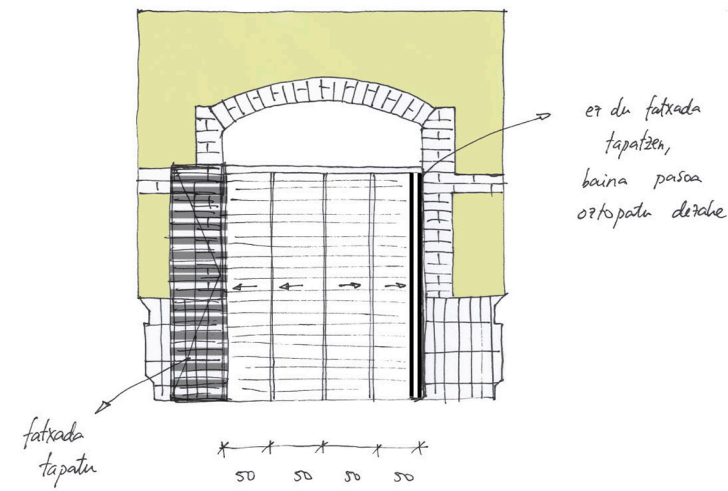 ez du fatxada
tapatzen,
baina pasoa
oztopatu dezake
fatxada
tapatu
50 50 50 50